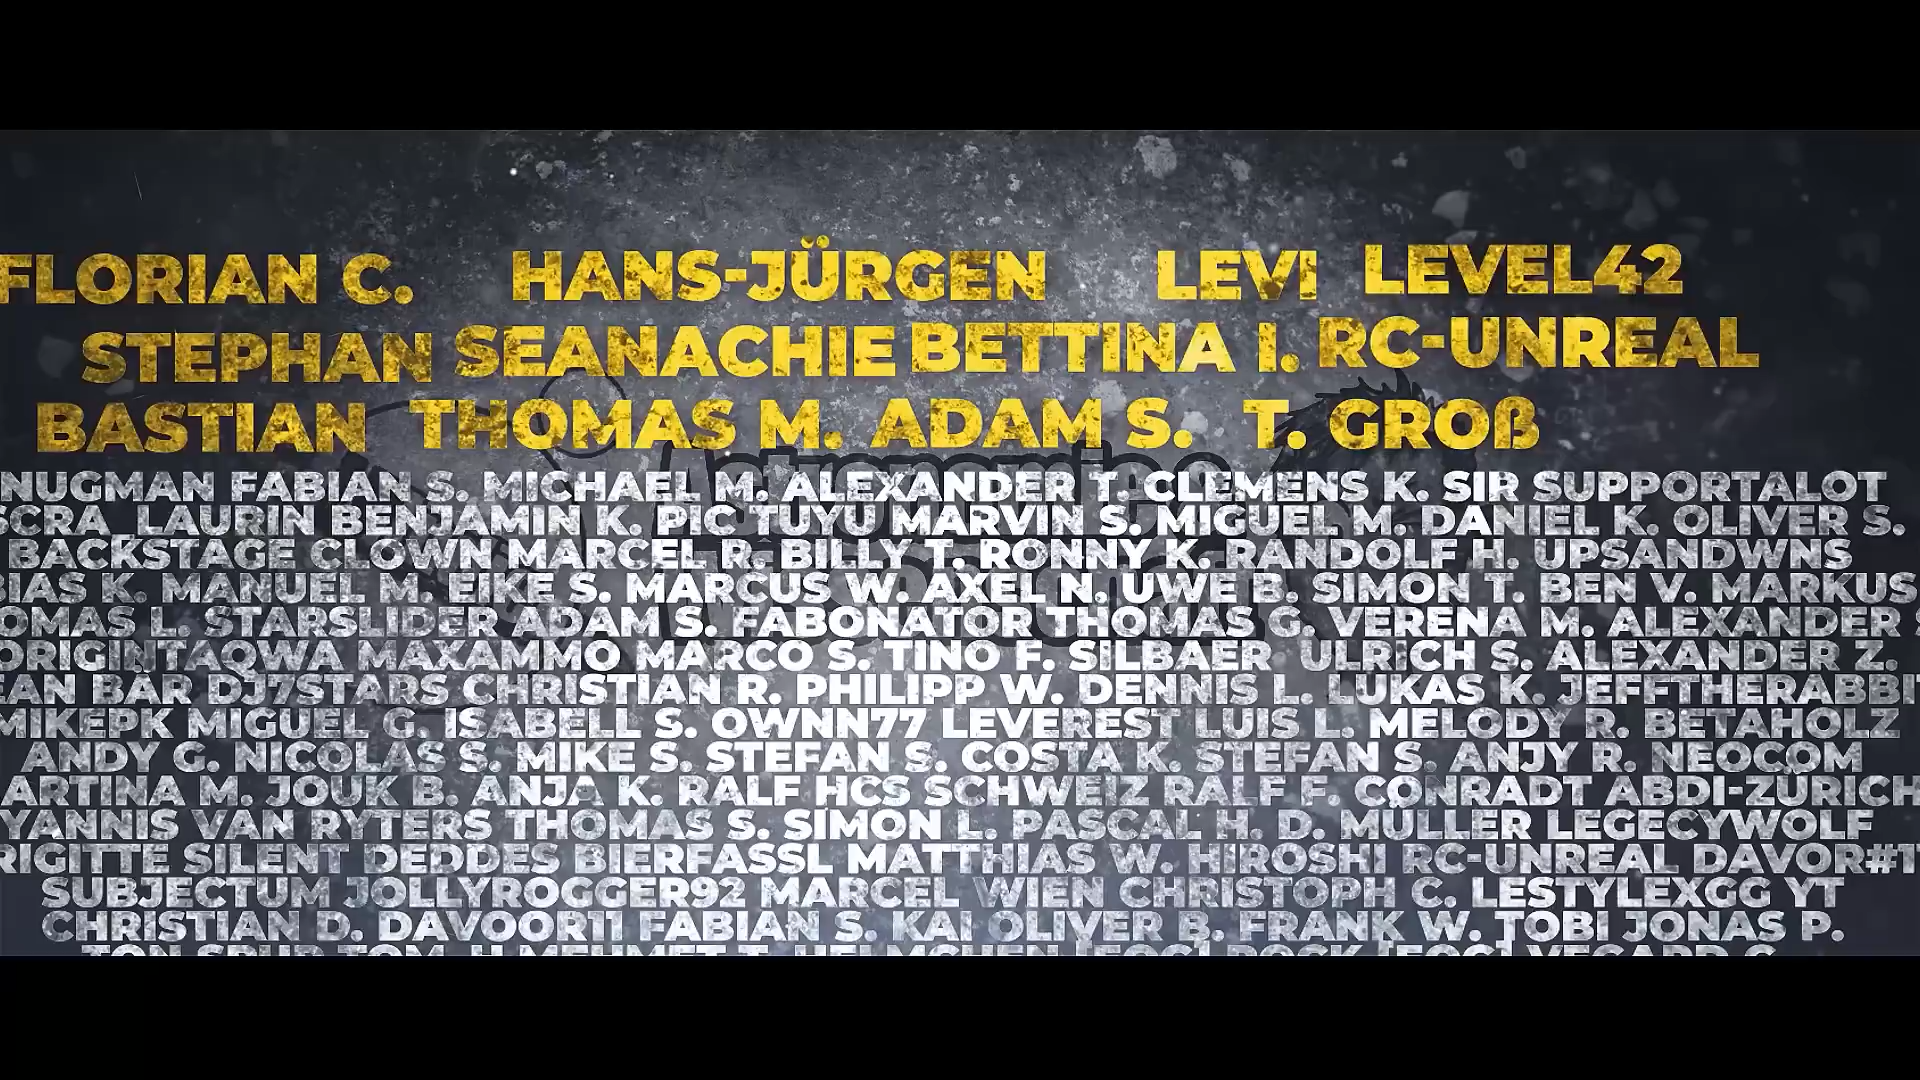 FLORIAN C. HANS-JÜRGEN LEVI LEVEL42
STEPHAN SEANACHIE BETTINA I. RC-UNREAL
BASTIAN THOMAS M. ADAM S. T. GROß
NUGMAN FABIAN S. MICHAEL M. ALEXANDER T. CLEMENS K. SIR SUPPORTALOT
LAURIN BENJAMIN K. PIC TUYU MARVIN S. MIGUEL M. DANIEL K. OLIVER S.
BACKSTAGE CLOWN MARCEL R. BILLY T. RONNY K. RANDOLF H. UPSANDWNS
K. MANUEL M. EIKE S. MARCUS W. AXEL N. UWE B. SIMON T. BEN V. MARKUS
L. STARSLIDER ADAM S. FABONATOR THOMAS G. VERENA M. ALEXANDER
ORIGINTAQWA MAXAMMO MARCO S. TINO F. SILBAER ULRICH S. ALEXANDER Z.
BÄR DJ7STARS CHRISTIAN R. PHILIPP W. DENNIS L. LUKAS K. JEFFTHERABBIT
MIKEPK MIGUEL G. ISABELL S. OWNN77 LEVEREST LUIS L. MELODY R. BETAHOLZ
ANDY G. NICOLAS S. MIKE S. STEFAN S. COSTA K. STEFAN S. ANJY R. NEOCOM
ARTINA M. JOUK B. ANJA K. RALF HCS SCHWEIZ RALF F. CONRADT ABDI-ZÜRICH
YANNIS VAN RYTERS THOMAS S. SIMON L. PASCAL H. D. MÜLLER LEGECYWOLF
RIGITTE SILENT DEDDES BIERFASSL MATTHIAS W. HIROSHI RC-UNREAL DAVOR#1
SUBJECTUM JOLLYROGGER92 MARCEL WIEN CHRISTOPH C. LESTYLEXGG YT
CHRISTIAN D. DAVOOR11 FABIAN S. KAI OLIVER B. FRANK W. TOBI JONAS P.